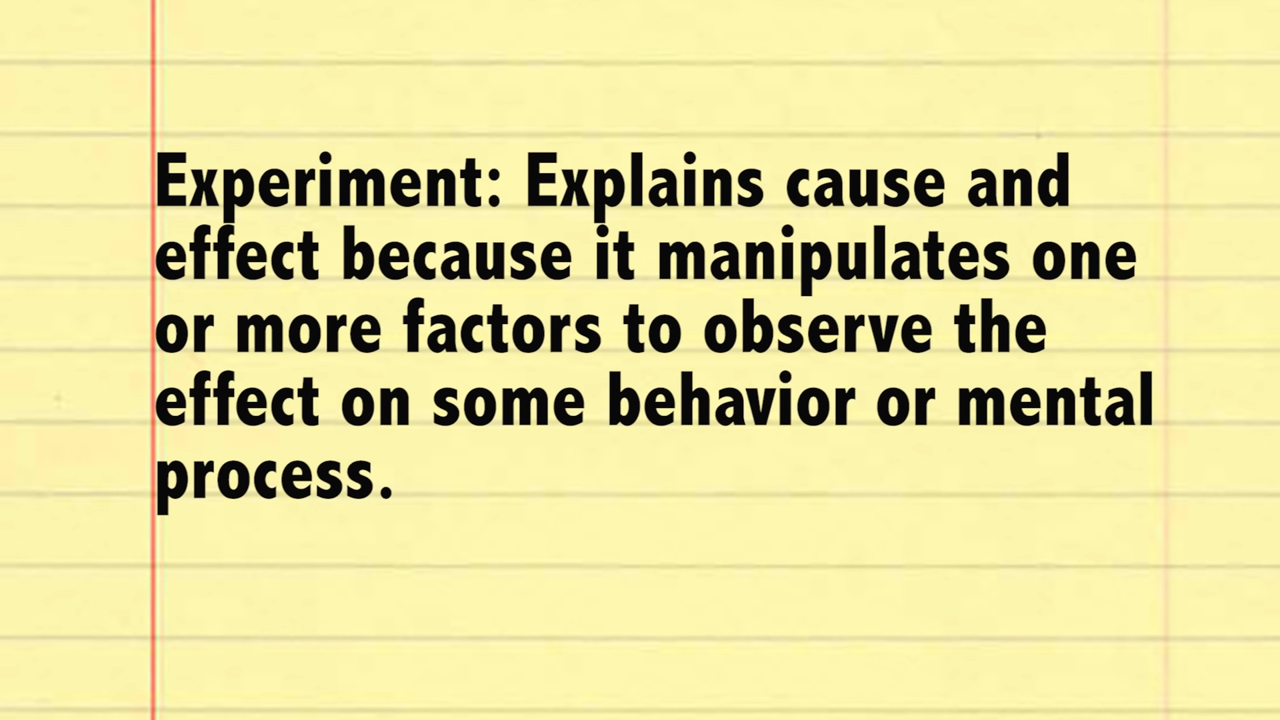 Experiment: Explains cause and
effect because it manipulates one
or more factors to observe the
effect on some behavior or mental
process.